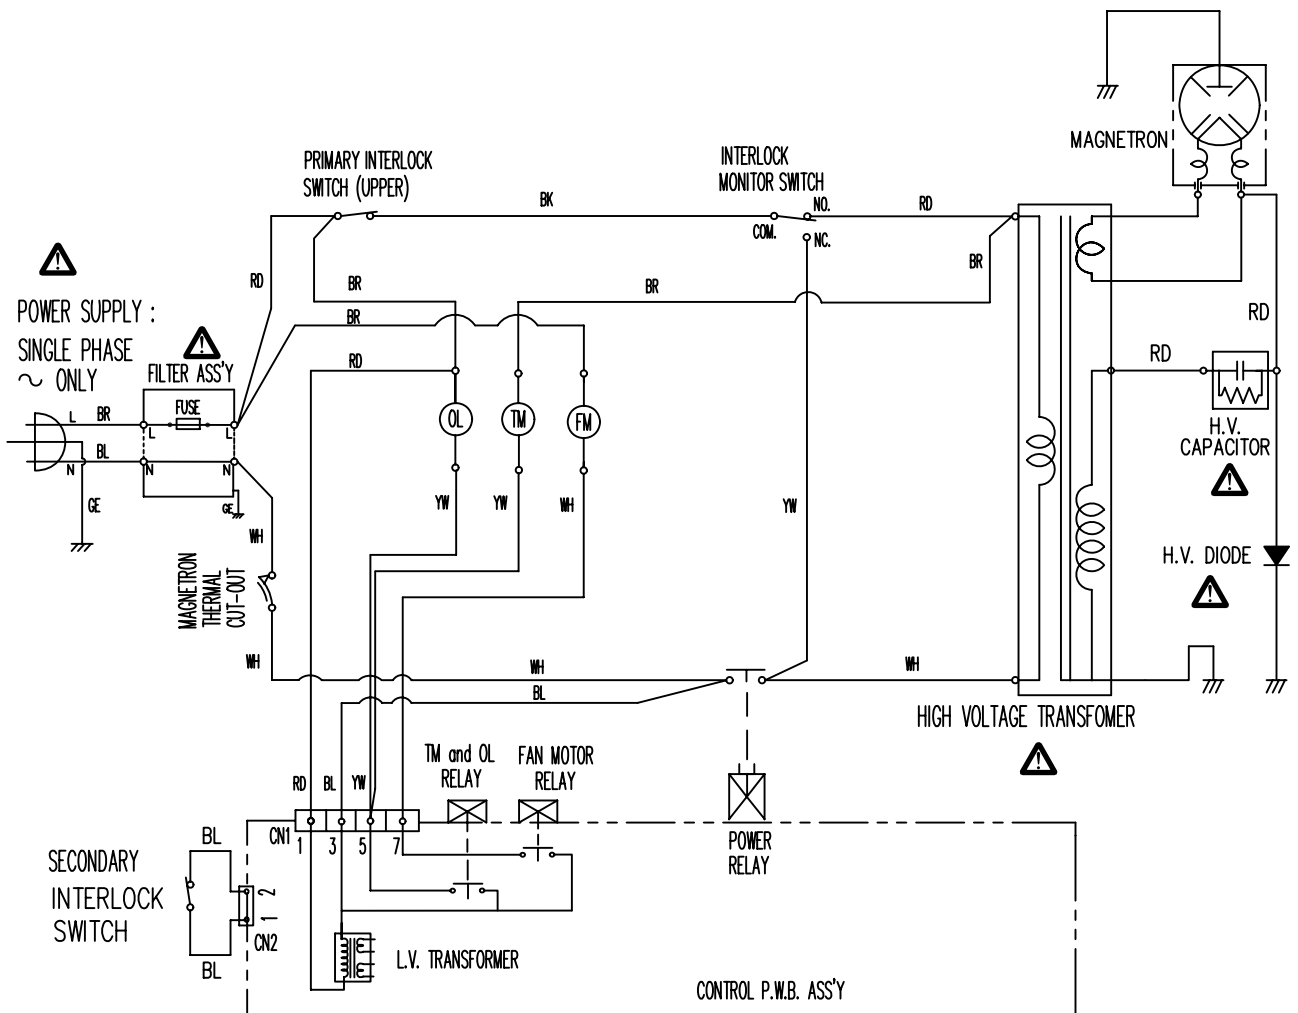 MAGNETRON
PRIMARY INTERLOCK
SWITCH (UPPER)
INTERLOCK
MONITOR SWITCH
BK
NO.
COM.
NC.
RD
BR
RD
BR
BR
BR
RD
POWER SUPPLY :
SINGLE PHASE
ONLY
FILTER ASS'Y
FUSE
L
BR
L
L
BL
N
N
N
GE
GE
OL
TM
FM
YW
YW
WH
YW
RD
RD
H.V.
CAPACITOR
H.V. DIODE
WH
MAGNETRON
THERMAL
CUT-OUT
WH
WH
BL
WH
HIGH VOLTAGE TRANSFOMER
TM and OL
RELAY
FAN MOTOR
RELAY
RD
BL
YW
POWER
RELAY
CN1
1
3
5
7
SECONDARY
INTERLOCK
SWITCH
BL
2
1
CN2
BL
L.V. TRANSFORMER
CONTROL P.W.B. ASS'Y